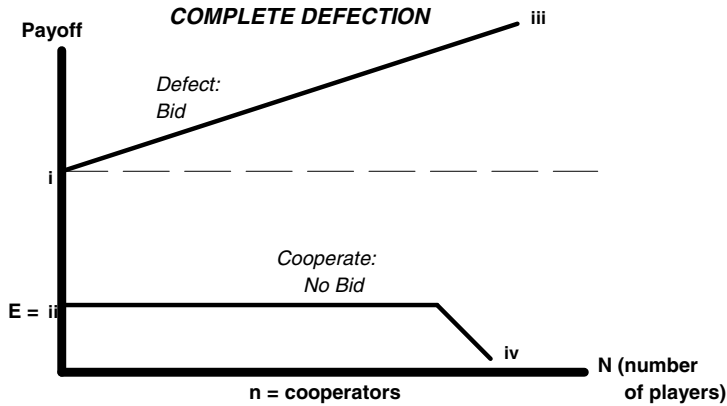 COMPLETE DEFECTION
Payoff
iii
Defect:
Bid
i
Cooperate:
No Bid
E = ii
iv
N (number
of players)
n = cooperators